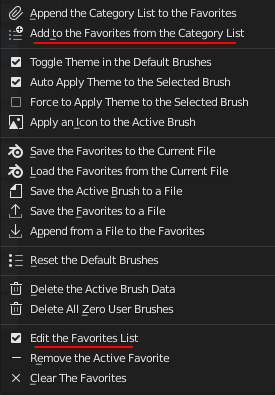 Append the Category List to the Favorites
Add to the Favorites from the Category List
Toggle Theme in the Default Brushes
Auto Apply Theme to the Selected Brush
Force to Apply Theme to the Selected Brush
Apply an Icon to the Active Brush
Save the Favorites to the Current File
Load the Favorites from the Current File
Save the Active Brush to a File
Save the Favorites to a File
Append from a File to the Favorites
Reset the Default Brushes
Delete the Active Brush Data
Delete All Zero User Brushes
Edit the Favorites List
Remove the Active Favorite
Clear The Favorites